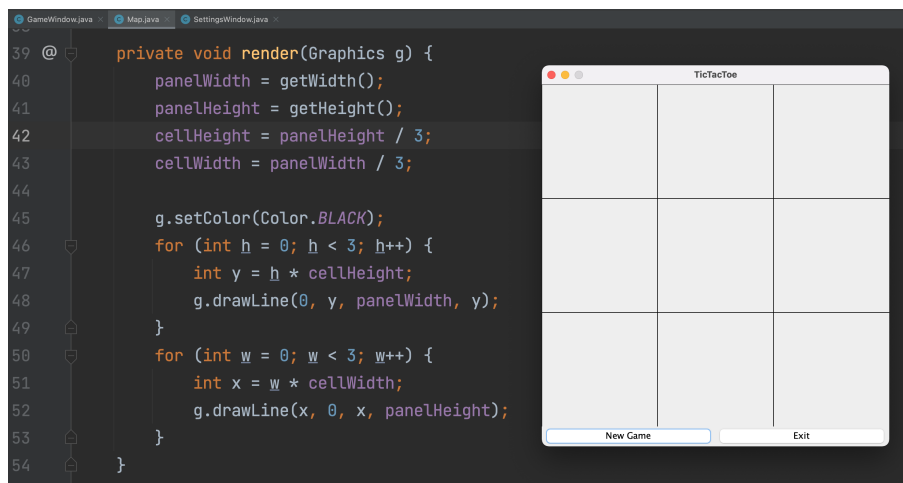 GameWindow.java × Map.java × SettingsWindow.java ×
39 @ private void render(Graphics g) {
40 panelWidth = getWidth();
41 panelHeight = getHeight();
42 cellHeight = panelHeight / 3;
43 cellWidth = panelWidth / 3;
44
45 g.setColor(Color.BLACK);
46 for (int h = 0; h < 3; h++) {
47 int y = h * cellHeight;
48 g.drawLine(0, y, panelWidth, y);
49 }
50 for (int w = 0; w < 3; w++) {
51 int x = w * cellWidth;
52 g.drawLine(x, 0, x, panelHeight);
53 }
54 }
TicTacToe
New Game Exit